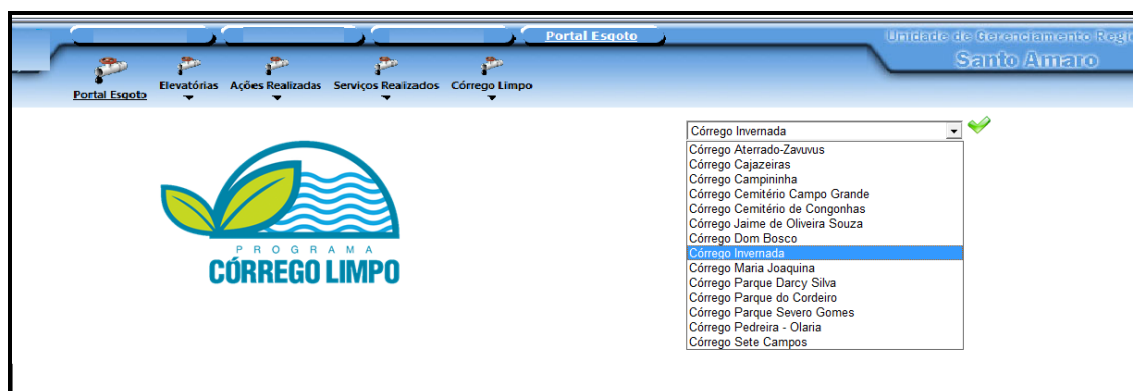 Portal Esgoto
Unidade de Gerenciamento Regio
Santo Amaro
Portal Esgoto
Elevatórias
Ações Realizadas
Serviços Realizados
Córrego Limpo
Córrego Invernada
Córrego Aterrado-Zavuvus
Córrego Cajazeiras
Córrego Campininha
Córrego Cemitério Campo Grande
Córrego Cemitério de Congonhas
Córrego Jaime de Oliveira Souza
Córrego Dom Bosco
Córrego Invernada
Córrego Maria Joaquina
Córrego Parque Darcy Silva
Córrego Parque do Cordeiro
Córrego Parque Severo Gomes
Córrego Pedreira - Olaria
Córrego Sete Campos
PROGRAMA
CÓRREGO LIMPO